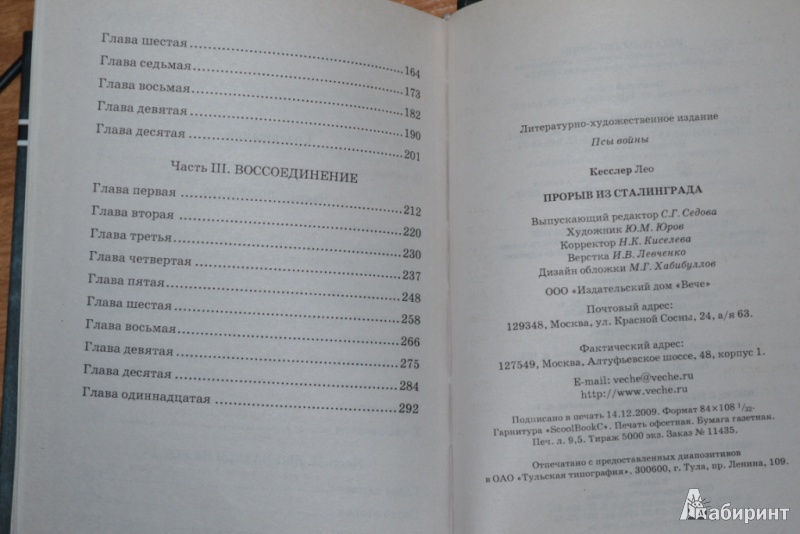 Глава шестая 164
Глава седьмая 173
Глава восьмая 182
Глава девятая 190
Глава десятая 201
Часть III. ВОССОЕДИНЕНИЕ
Глава первая 212
Глава вторая 220
Глава третья 230
Глава четвертая 237
Глава пятая 248
Глава шестая 258
Глава восьмая 266
Глава девятая 275
Глава десятая 284
Глава одиннадцатая 292
Литературно-художественное издание
Псы войны
Кесслер Лео
ПРОРЫВ ИЗ СТАЛИНГРАДА
Выпускающий редактор С.Г. Седова
Художник Ю.М. Юров
Корректор Н.К. Киселева
Верстка И.В. Левченко
Дизайн обложки М.Г. Хабибуллов
ООО «Издательский дом «Вече»
Почтовый адрес:
129348, Москва, ул. Красной Сосны, 24, а/я 63.
Фактический адрес:
127549, Москва, Алтуфьевское шоссе, 48, корпус 1.
E-mail: veche@veche.ru
http://www.veche.ru
Подписано в печать 14.12.2009. Формат 84×108 1/32.
Гарнитура «ScoolBookC». Печать офсетная. Бумага газетная.
Печ. л. 9,5. Тираж 5000 экз. Заказ № 11435.
Отпечатано с предоставленных диапозитивов
в ОАО «Тульская типография». 300600, г. Тула, пр. Ленина, 109.
Лабиринт